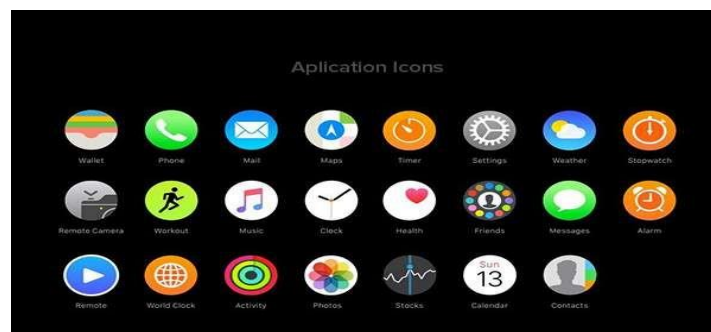 Aplication Icons
Wallet Phone Mail Maps Timer Settings Weather Stopwatch
Remote Camera Workout Music Clock Health Friends Messages Alarm
Sun
13
Remote World Clock Activity Photos Stocks Calendar Contacts